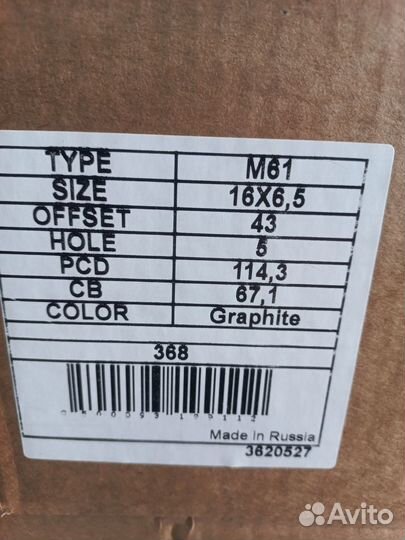 TYPE M61
SIZE 16X6,5
OFFSET 43
HOLE 5
PCD 114,3
CB 67,1
COLOR Graphite
368
Made in Russia
3620527
Avito